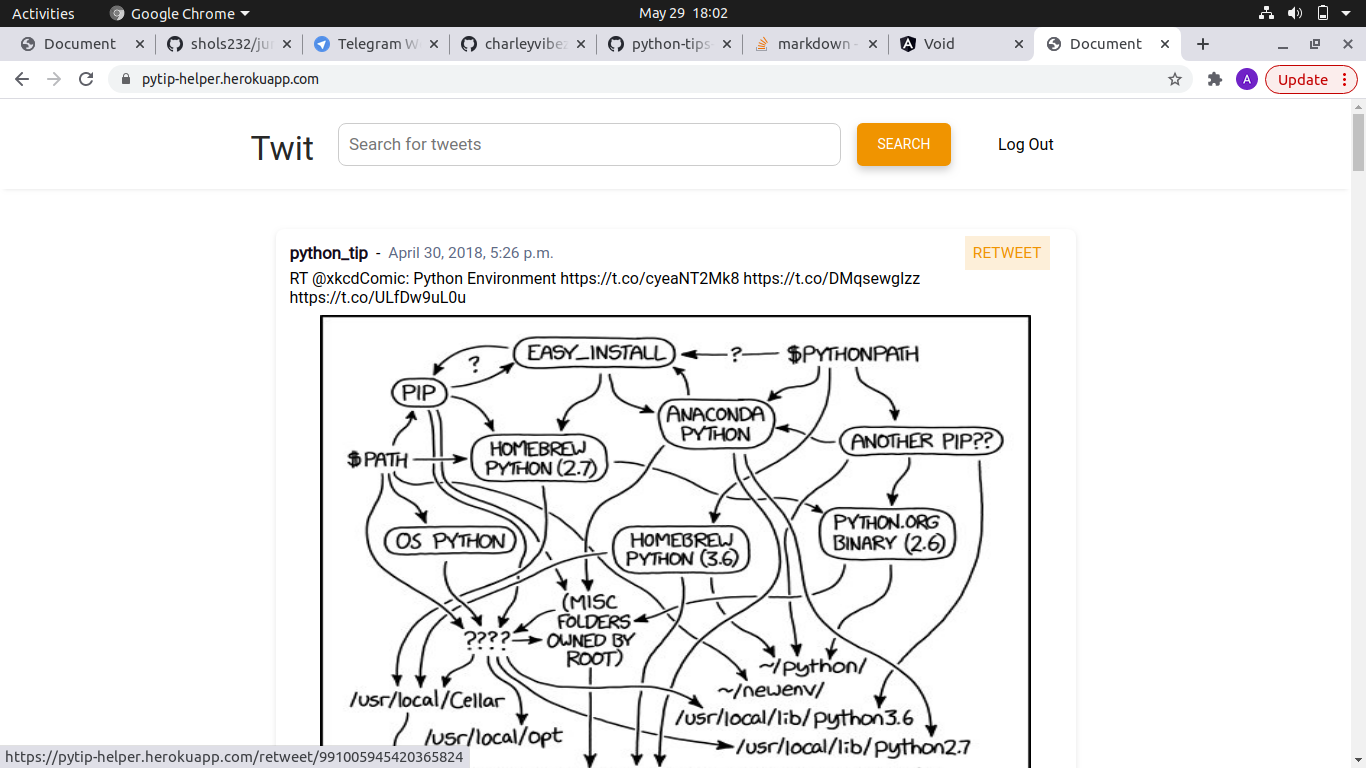 Activities Google Chrome May 29 18:02
Document shols232/ju Telegram W charleyvibez python-tips- markdown - Void Document
pytip-helper.herokuapp.com A Update
Twit Search for tweets SEARCH Log Out
python_tip - April 30, 2018, 5:26 p.m. RETWEET
RT @xkcdComic: Python Environment https://t.co/cyeaNT2Mk8 https://t.co/DMqsewgIzz
https://t.co/ULfDw9uL0u
? EASY_INSTALL ? $PYTHONPATH
PIP
ANACONDA
PYTHON
ANOTHER PIP??
HOMEBREW
PYTHON (2.7)
$PATH
PYTHON.ORG
BINARY (2.6)
OS PYTHON
HOMEBREW
PYTHON (3.6)
(MISC
FOLDERS
OWNED BY
ROOT)
????
~/python/
~/newenv/
/usr/local/Cellar
/usr/local/lib/python3.6
/usr/local/opt
/usr/local/lib/python2.7
https://pytip-helper.herokuapp.com/retweet/991005945420365824